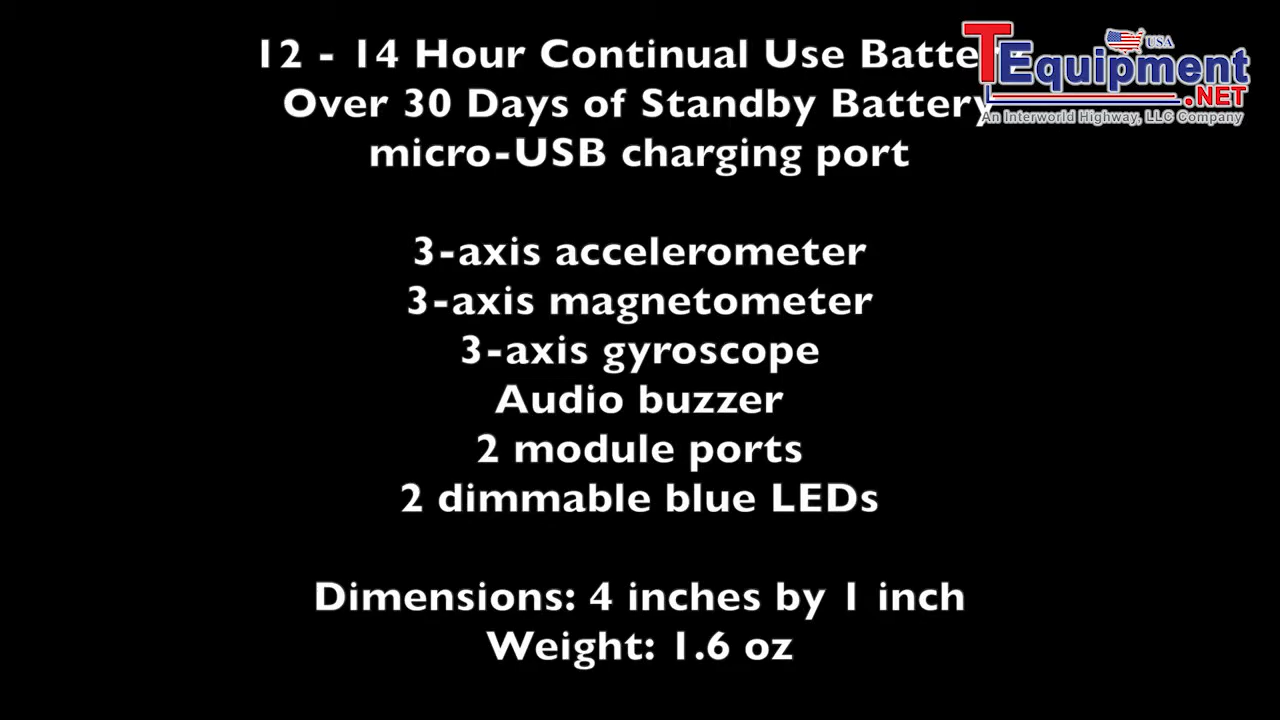 12 - 14 Hour Continual Use Batte
Over 30 Days of Standby Battery
micro-USB charging port
3-axis accelerometer
3-axis magnetometer
3-axis gyroscope
Audio buzzer
2 module ports
2 dimmable blue LEDs
Dimensions: 4 inches by 1 inch
Weight: 1.6 oz
USA
TEquipment
.NET
An Interworld Highway, LLC Company